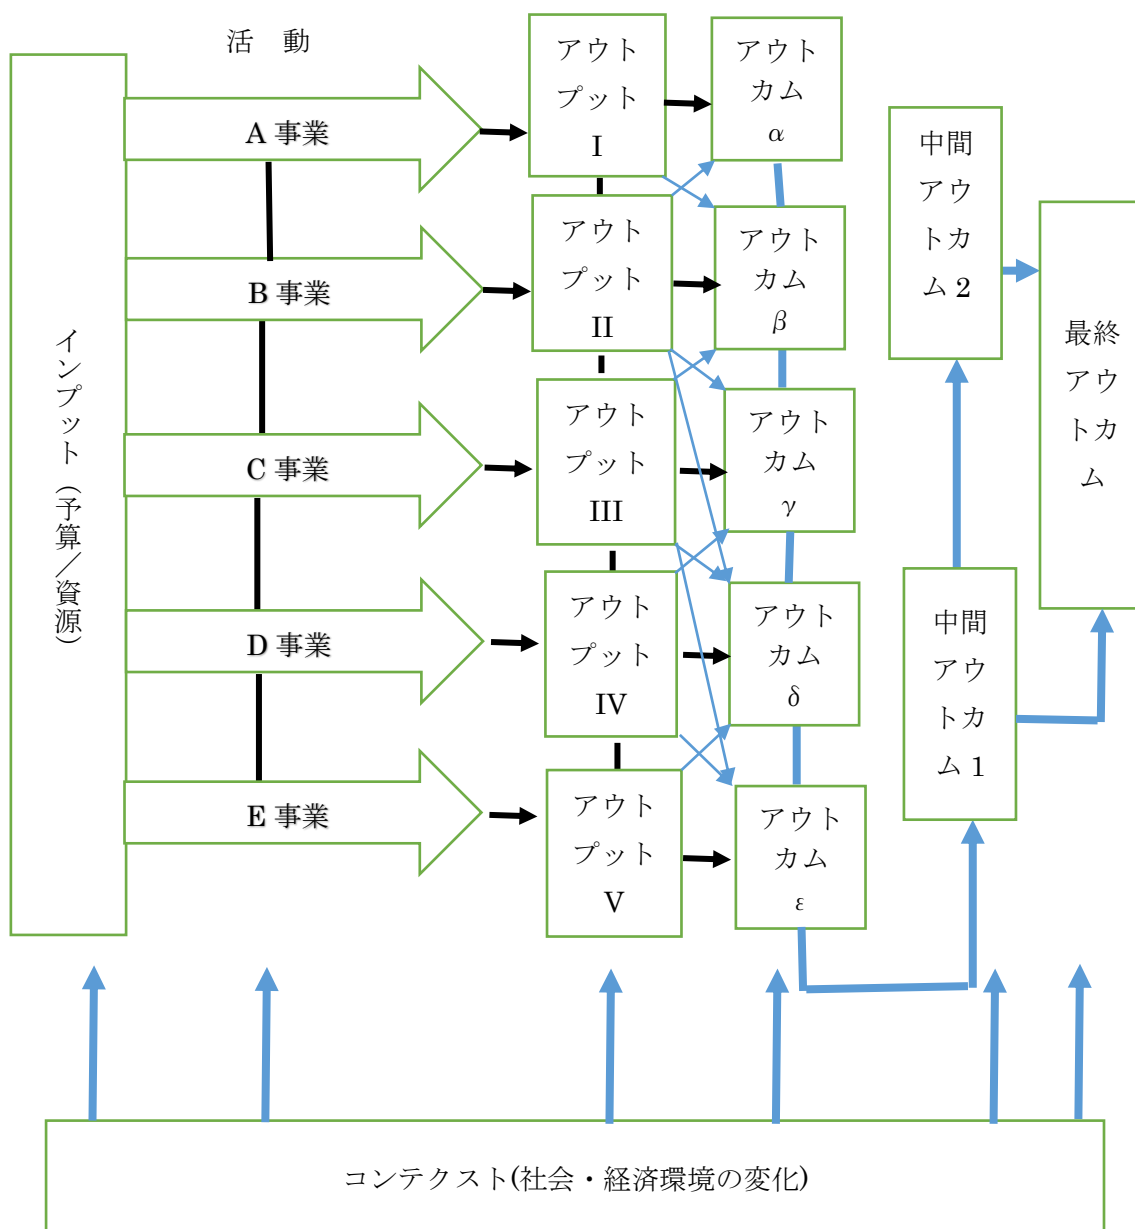 活　動
インプット（予算／資源）
A 事業
B 事業
C 事業
D 事業
E 事業
アウト
プット
I
アウト
プット
II
アウト
プット
III
アウト
プット
IV
アウト
プット
V
アウト
カム
α
アウト
カム
β
アウト
カム
γ
アウト
カム
δ
アウト
カム
ε
中間
アウ
トカ
ム 2
中間
アウ
トカ
ム 1
最終
アウ
トカ
ム
コンテクスト(社会・経済環境の変化)